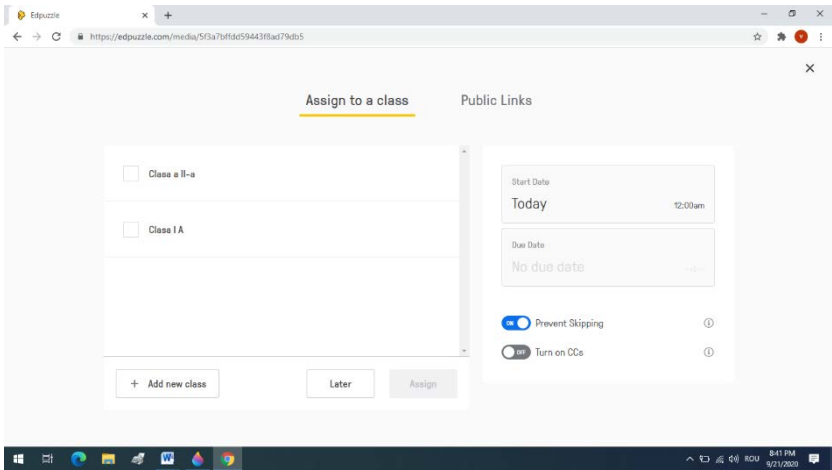 Edpuzzle
https://edpuzzle.com/media/5f3a7bffdd59443f8ad79db5
Assign to a class
Public Links
Clasa a II-a
Clasa I A
+ Add new class
Later
Assign
Start Date
Today 12:00am
Due Date
No due date
ON Prevent Skipping
OFF Turn on CCs
ROU
8:41 PM
9/21/2020